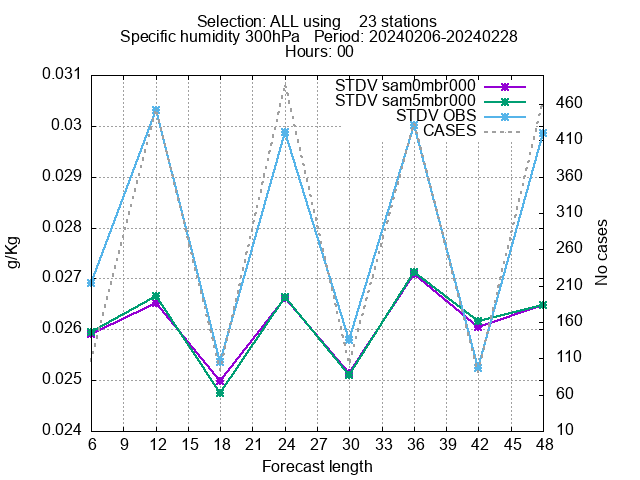 Selection: ALL using 23 stations
Specific humidity 300hPa Period: 20240206-20240228
Hours: 00
STDV sam0mbr000
STDV sam5mbr000
STDV OBS
CASES
0.031
0.03
0.029
0.028
0.027
0.026
0.025
0.024
g/Kg
460
410
360
310
260
210
160
110
60
10
No cases
6 9 12 15 18 21 24 27 30 33 36 39 42 45 48
Forecast length